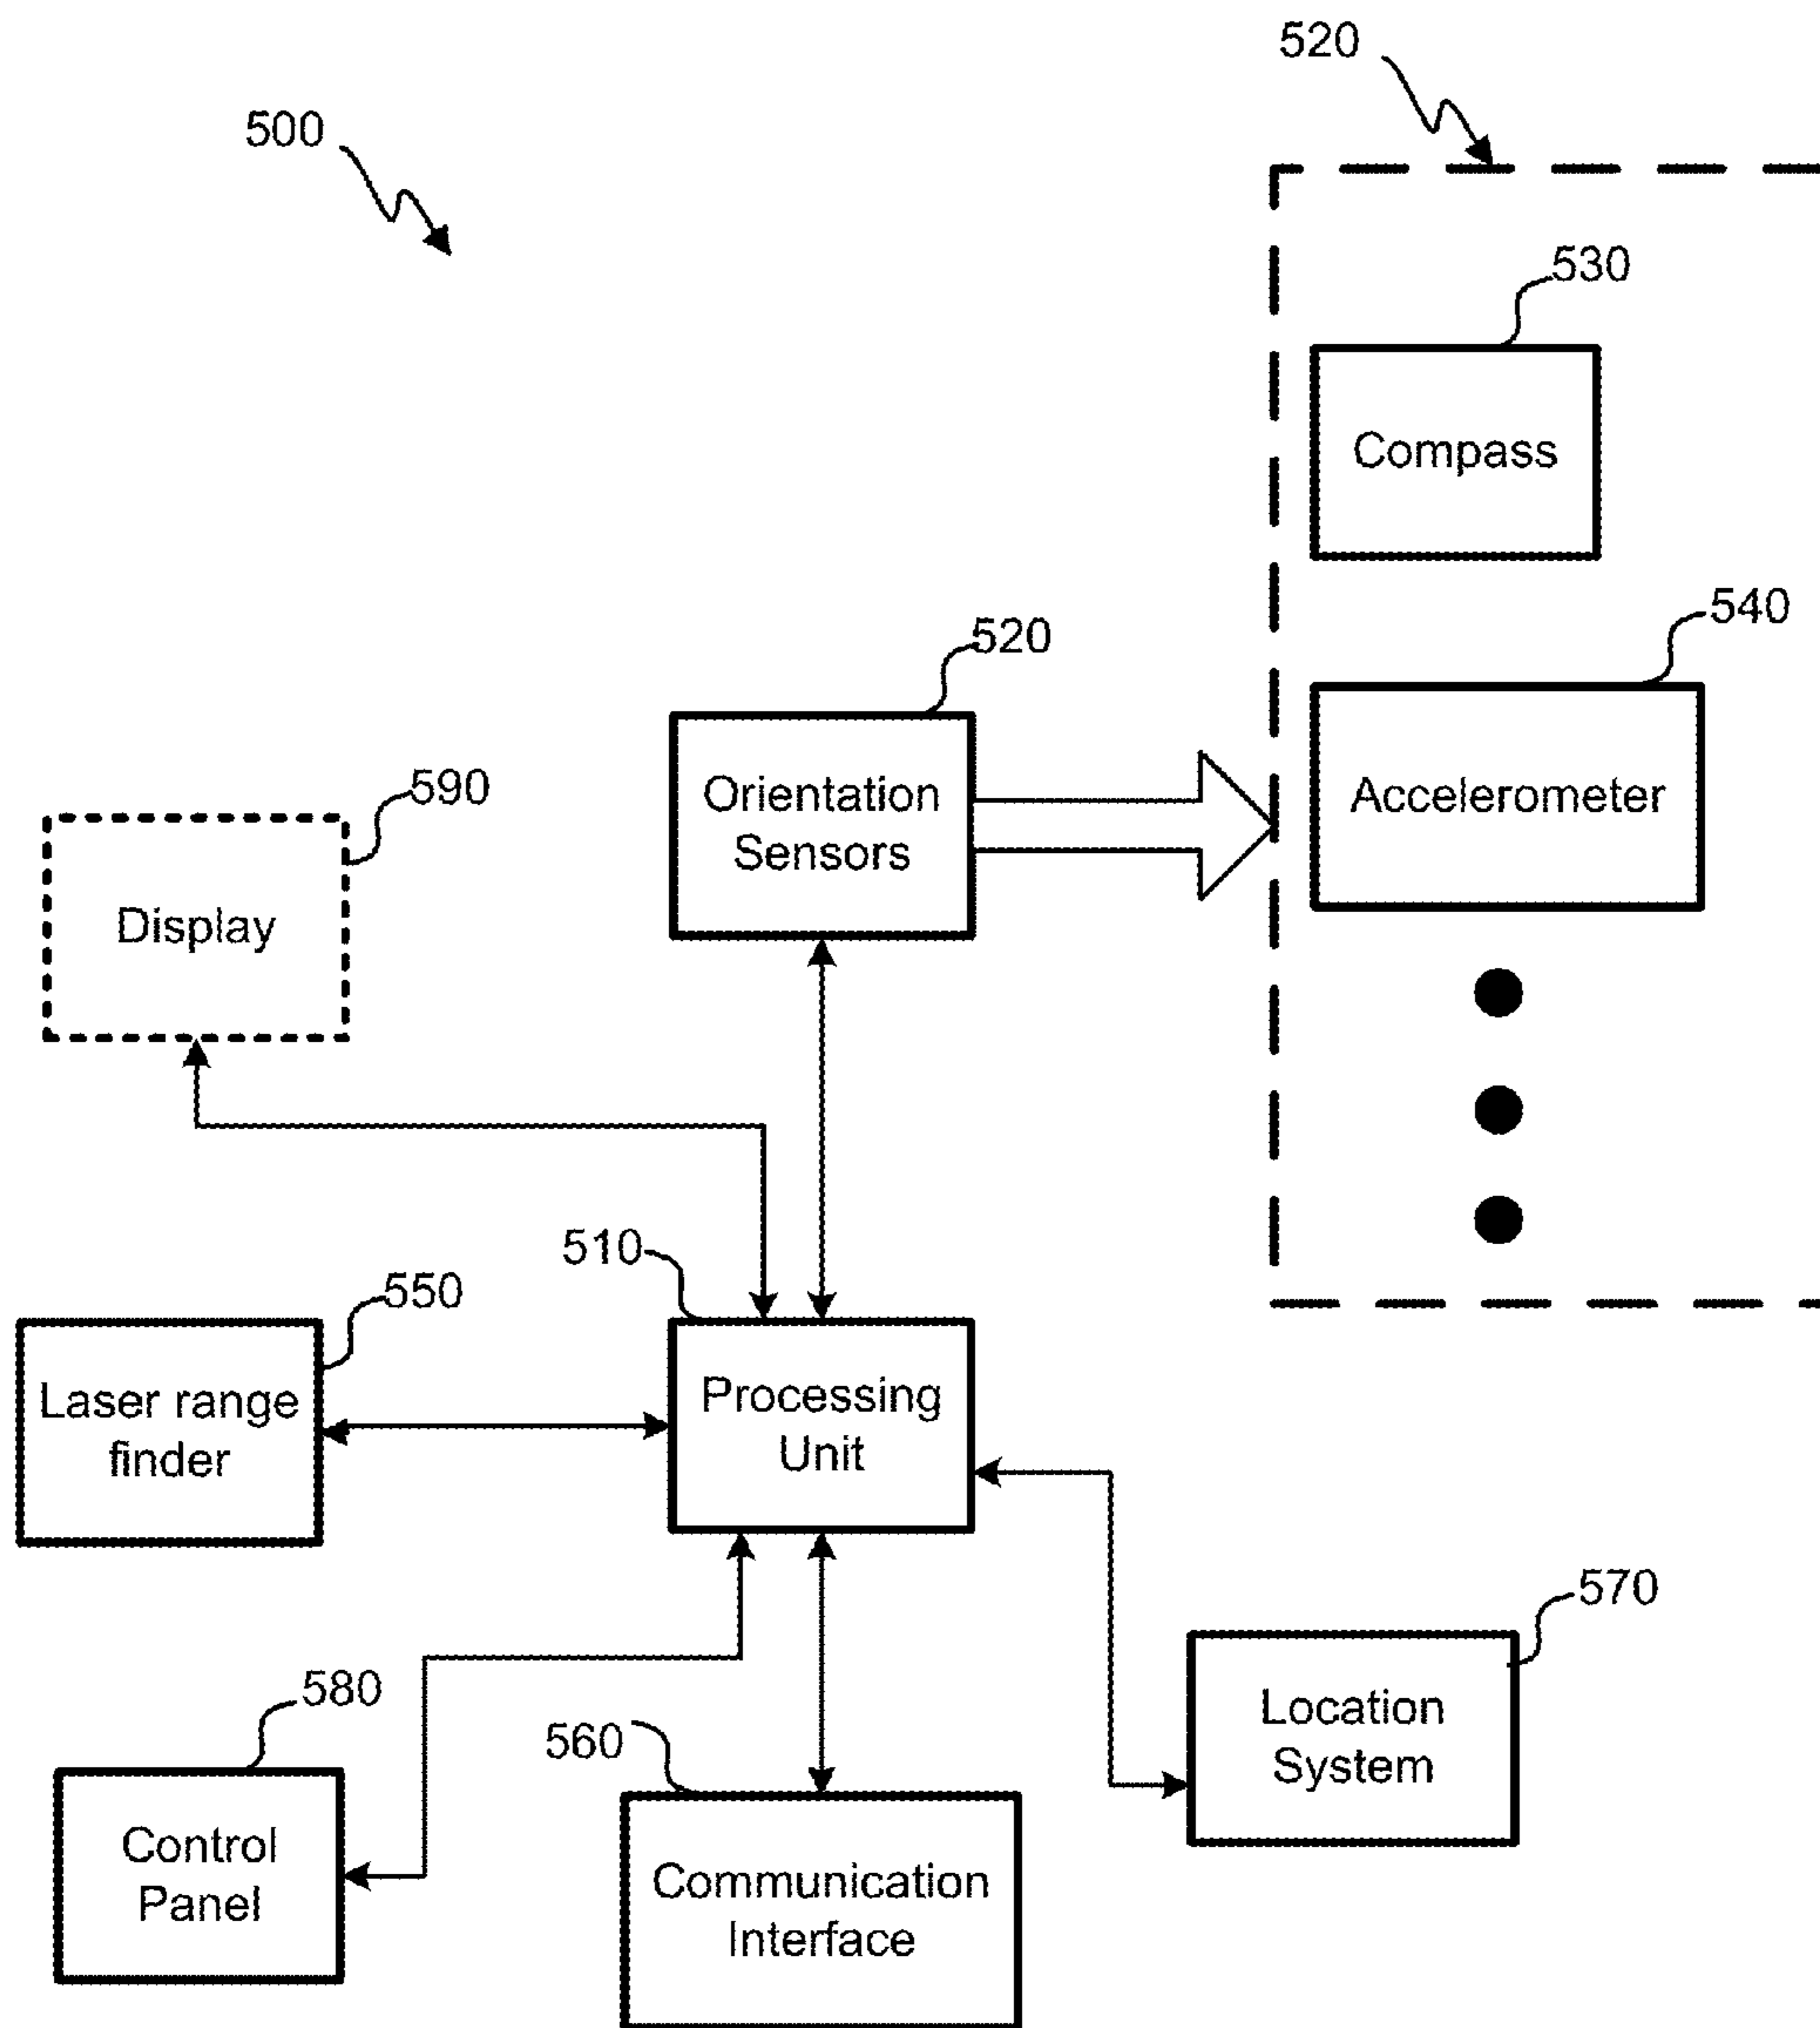 520
500
530
Compass
540
Accelerometer
520
Orientation
Sensors
590
Display
510
Processing
Unit
550
Laser range
finder
570
Location
System
580
Control
Panel
560
Communication
Interface